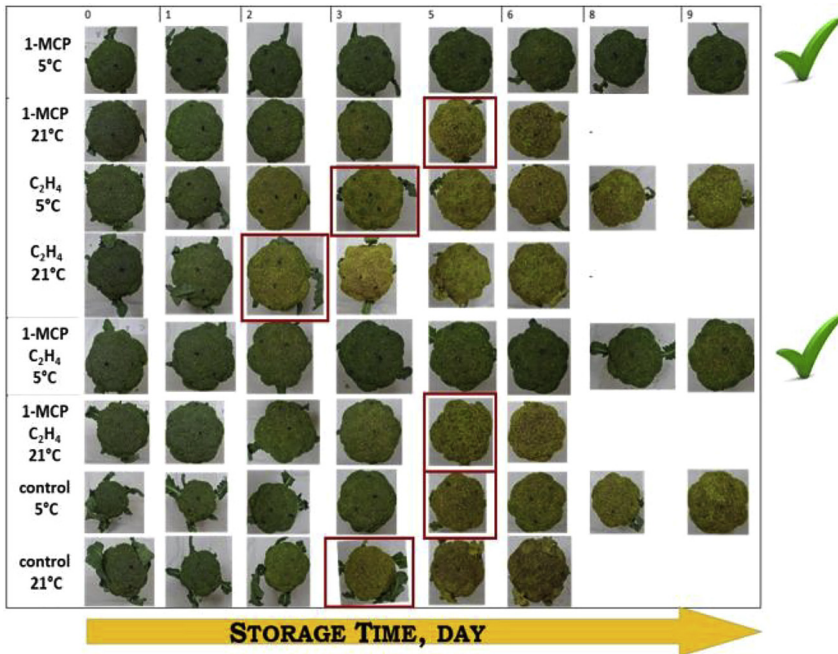 0 1 2 3 5 6 8 9
1-MCP
5°C
1-MCP
21°C
-
C₂H₄
5°C
C₂H₄
21°C
-
1-MCP
C₂H₄
5°C
1-MCP
C₂H₄
21°C
control
5°C
control
21°C
STORAGE TIME, DAY